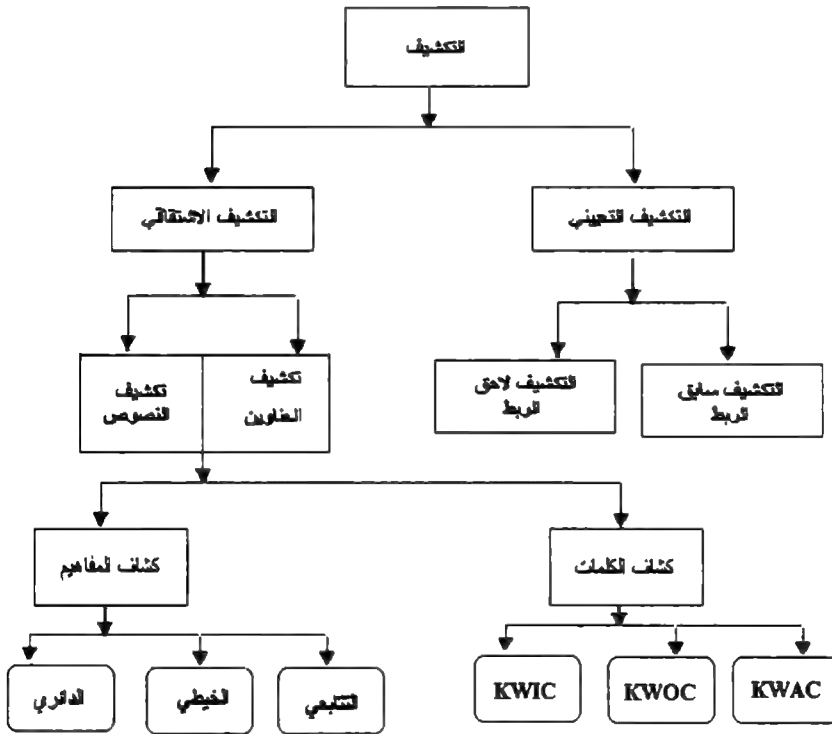 التكشيف
التكشيف التعييني
التكشيف الاشتقاقي
التكشيف سابق
الربط
التكشيف لاحق
الربط
تكشيف
العناوين
تكشيف
النصوص
كشاف الكلمات
كشاف المفاهيم
KWIC
KWOC
KWAC
التتابعي
الخيطي
الدائري